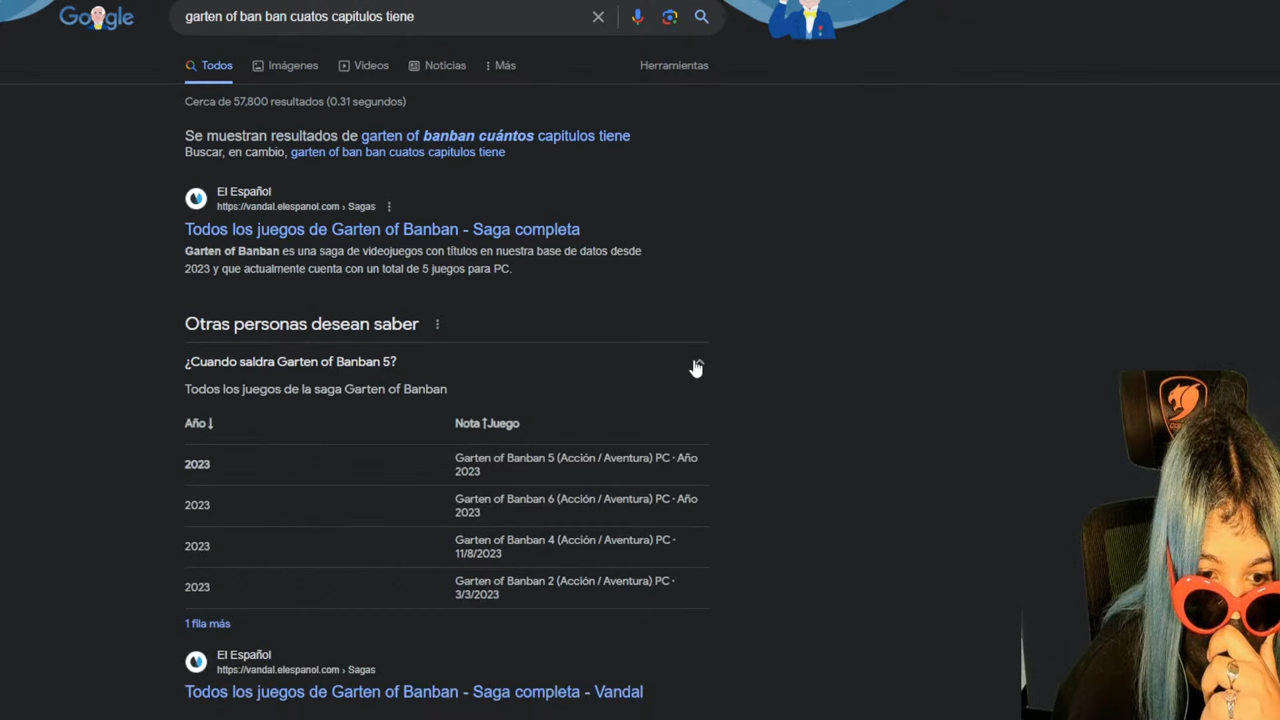 Google
garten of ban ban cuatos capitulos tiene
Todos
Imágenes
Videos
Noticias
Más
Herramientas
Cerca de 57,800 resultados (0.31 segundos)
Se muestran resultados de garten of banban cuántos capitulos tiene
Buscar, en cambio, garten of ban ban cuatos capitulos tiene
El Español
https://vandal.elespanol.com › Sagas
Todos los juegos de Garten of Banban - Saga completa
Garten of Banban es una saga de videojuegos con títulos en nuestra base de datos desde
2023 y que actualmente cuenta con un total de 5 juegos para PC.
Otras personas desean saber
¿Cuando saldra Garten of Banban 5?
Todos los juegos de la saga Garten of Banban
Año↓ Nota↑Juego
2023 Garten of Banban 5 (Acción / Aventura) PC · Año
2023
2023 Garten of Banban 6 (Acción / Aventura) PC · Año
2023
2023 Garten of Banban 4 (Acción / Aventura) PC ·
11/8/2023
2023 Garten of Banban 2 (Acción / Aventura) PC ·
3/3/2023
1 fila más
El Español
https://vandal.elespanol.com › Sagas
Todos los juegos de Garten of Banban - Saga completa - Vandal